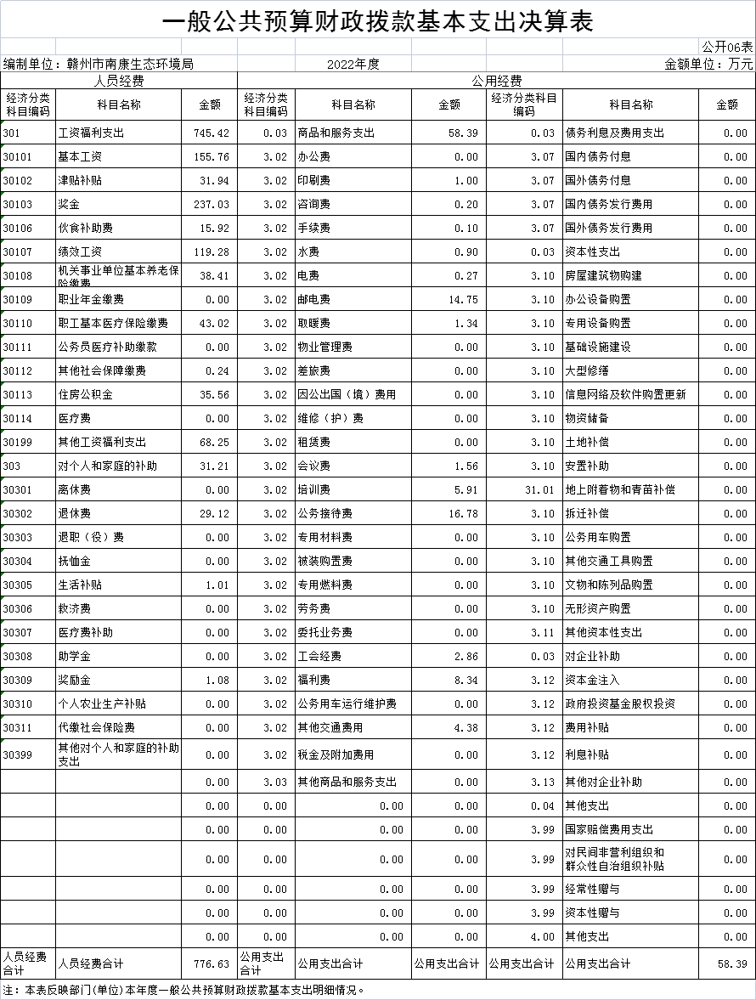 一般公共预算财政拨款基本支出决算表
公开06表
编制单位：赣州市南康生态环境局 2022年度 金额单位：万元
人员经费 公用经费
经济分类科目编码 科目名称 金额 经济分类科目编码 科目名称 金额 经济分类科目编码 科目名称 金额
301 工资福利支出 745.42 0.03 商品和服务支出 58.39 0.03 债务利息及费用支出 0.00
30101 基本工资 155.76 3.02 办公费 0.00 3.07 国内债务付息 0.00
30102 津贴补贴 31.94 3.02 印刷费 1.00 3.07 国外债务付息 0.00
30103 奖金 237.03 3.02 咨询费 0.20 3.07 国内债务发行费用 0.00
30106 伙食补助费 15.92 3.02 手续费 0.10 3.07 国外债务发行费用 0.00
30107 绩效工资 119.28 3.02 水费 0.90 0.03 资本性支出 0.00
30108 机关事业单位基本养老保险缴费 38.41 3.02 电费 0.27 3.10 房屋建筑物购建 0.00
30109 职业年金缴费 0.00 3.02 邮电费 14.75 3.10 办公设备购置 0.00
30110 职工基本医疗保险缴费 43.02 3.02 取暖费 1.34 3.10 专用设备购置 0.00
30111 公务员医疗补助缴款 0.00 3.02 物业管理费 0.00 3.10 基础设施建设 0.00
30112 其他社会保障缴费 0.24 3.02 差旅费 0.00 3.10 大型修缮 0.00
30113 住房公积金 35.56 3.02 因公出国（境）费用 0.00 3.10 信息网络及软件购置更新 0.00
30114 医疗费 0.00 3.02 维修（护）费 0.00 3.10 物资储备 0.00
30199 其他工资福利支出 68.25 3.02 租赁费 0.00 3.10 土地补偿 0.00
303 对个人和家庭的补助 31.21 3.02 会议费 1.56 3.10 安置补助 0.00
30301 离休费 0.00 3.02 培训费 5.91 31.01 地上附着物和青苗补偿 0.00
30302 退休费 29.12 3.02 公务接待费 16.78 3.10 拆迁补偿 0.00
30303 退职（役）费 0.00 3.02 专用材料费 0.00 3.10 公务用车购置 0.00
30304 抚恤金 0.00 3.02 被装购置费 0.00 3.10 其他交通工具购置 0.00
30305 生活补贴 1.01 3.02 专用燃料费 0.00 3.10 文物和陈列品购置 0.00
30306 救济费 0.00 3.02 劳务费 0.00 3.10 无形资产购置 0.00
30307 医疗费补助 0.00 3.02 委托业务费 0.00 3.11 其他资本性支出 0.00
30308 助学金 0.00 3.02 工会经费 2.86 0.03 对企业补助 0.00
30309 奖励金 1.08 3.02 福利费 8.34 3.12 资本金注入 0.00
30310 个人农业生产补贴 0.00 3.02 公务用车运行维护费 0.00 3.12 政府投资基金股权投资 0.00
30311 代缴社会保险费 0.00 3.02 其他交通费用 4.38 3.12 费用补贴 0.00
30399 其他对个人和家庭的补助支出 0.00 3.02 税金及附加费用 0.00 3.12 利息补贴 0.00
0.00 3.03 其他商品和服务支出 0.00 3.13 其他对企业补助 0.00
0.00 0.00 0.00 0.00 0.04 其他支出 0.00
0.00 0.00 0.00 0.00 3.99 国家赔偿费用支出 0.00
0.00 0.00 0.00 0.00 3.99 对民间非营利组织和群众性自治组织补贴 0.00
0.00 0.00 0.00 0.00 3.99 经常性赠与 0.00
0.00 0.00 0.00 0.00 3.99 资本性赠与 0.00
0.00 0.00 0.00 0.00 4.00 其他支出 0.00
人员经费合计 人员经费合计 776.63 公用支出合计 公用支出合计 公用支出合计 公用支出合计 公用支出合计 58.39
注：本表反映部门(单位)本年度一般公共预算财政拨款基本支出明细情况。